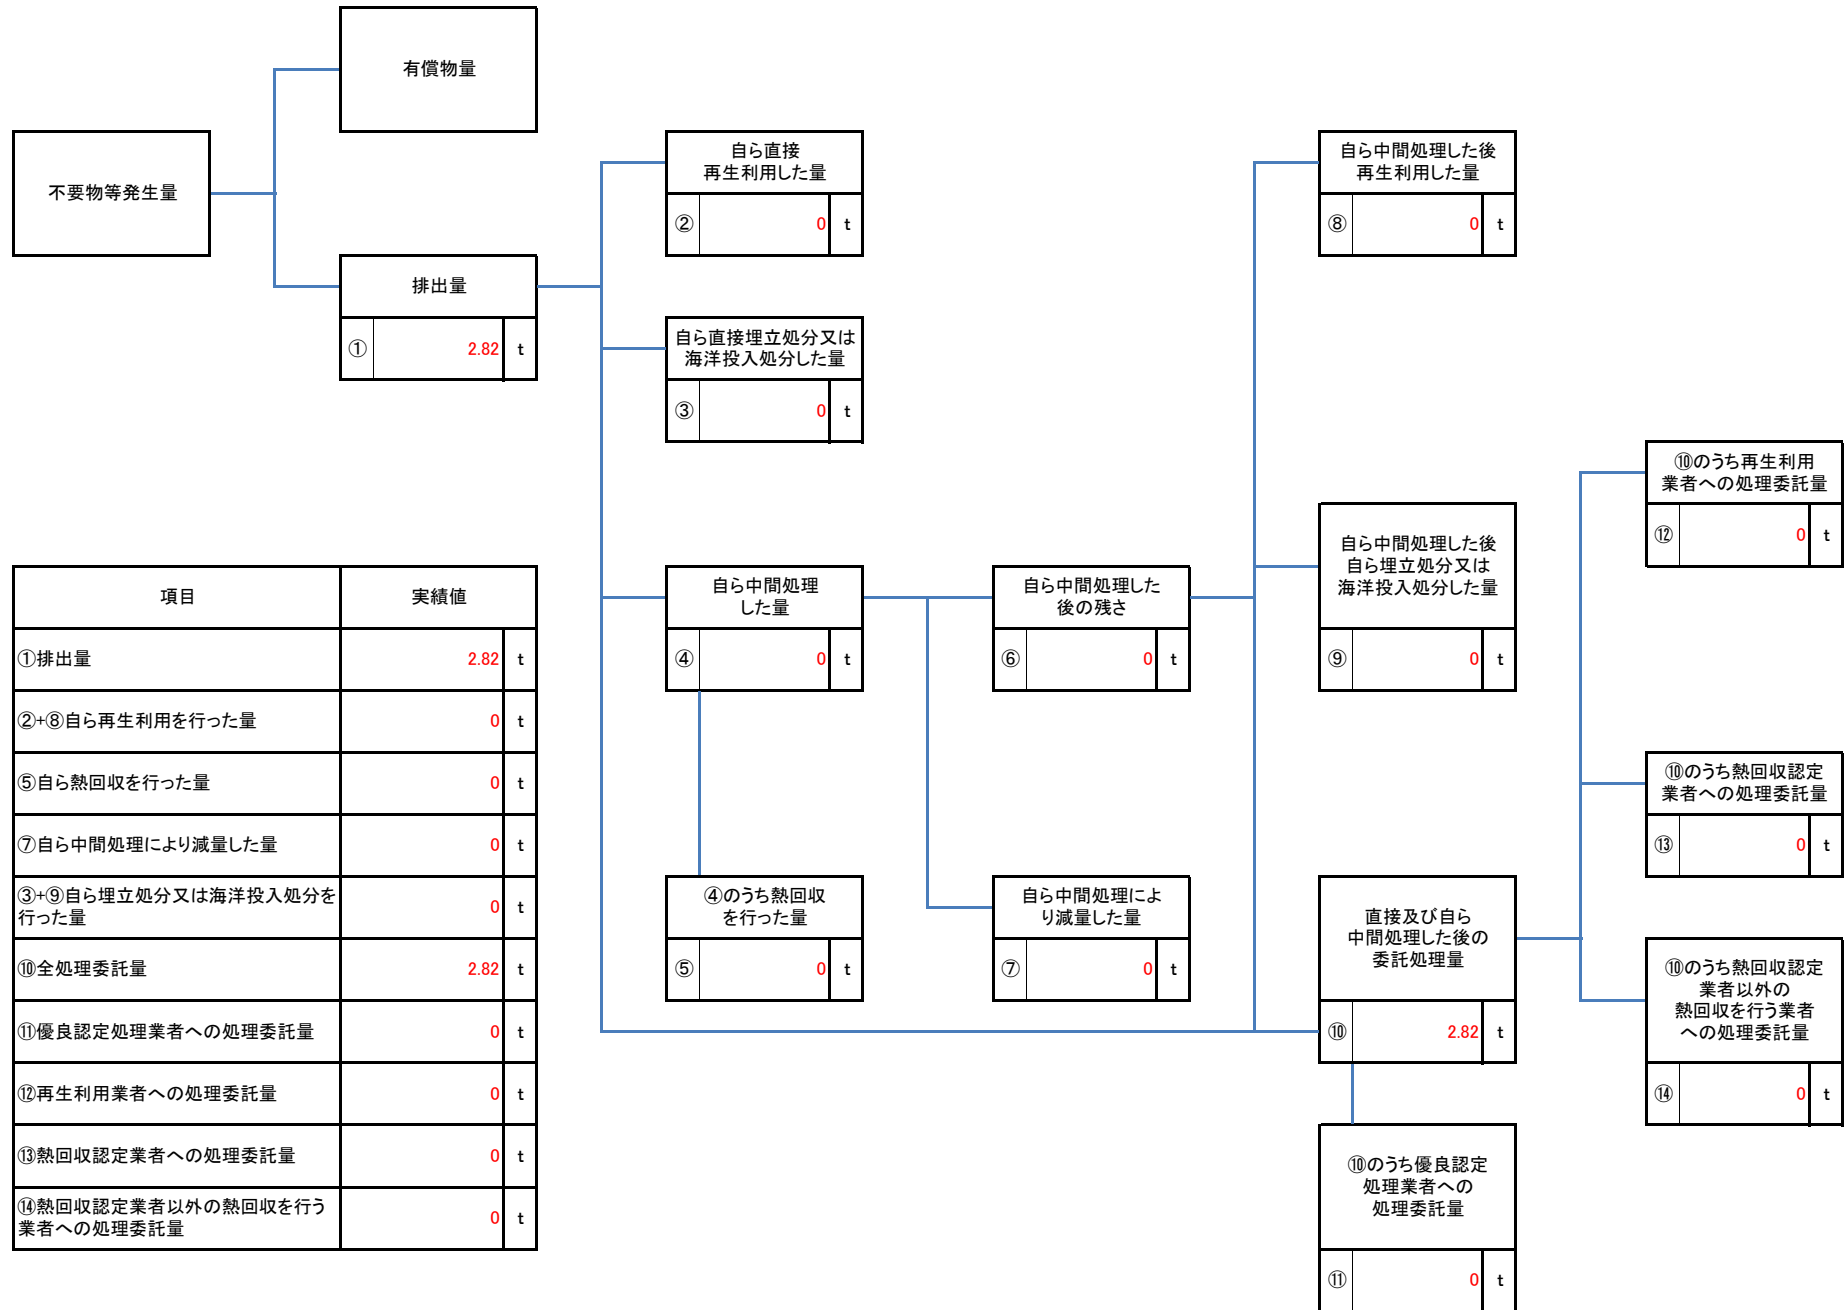 有償物量
不要物等発生量
排出量
① 2.82 t
自ら直接
再生利用した量
② 0 t
自ら直接埋立処分又は
海洋投入処分した量
③ 0 t
自ら中間処理
した量
④ 0 t
④のうち熱回収
を行った量
⑤ 0 t
自ら中間処理した
後の残さ
⑥ 0 t
自ら中間処理によ
り減量した量
⑦ 0 t
自ら中間処理した後
再生利用した量
⑧ 0 t
自ら中間処理した後
自ら埋立処分又は
海洋投入処分した量
⑨ 0 t
直接及び自ら
中間処理した後の
委託処理量
⑩ 2.82 t
⑩のうち優良認定
処理業者への
処理委託量
⑪ 0 t
⑩のうち再生利用
業者への処理委託量
⑫ 0 t
⑩のうち熱回収認定
業者への処理委託量
⑬ 0 t
⑩のうち熱回収認定
業者以外の
熱回収を行う業者
への処理委託量
⑭ 0 t
項目 実績値
①排出量 2.82 t
②+⑧自ら再生利用を行った量 0 t
⑤自ら熱回収を行った量 0 t
⑦自ら中間処理により減量した量 0 t
③+⑨自ら埋立処分又は海洋投入処分を
行った量 0 t
⑩全処理委託量 2.82 t
⑪優良認定処理業者への処理委託量 0 t
⑫再生利用業者への処理委託量 0 t
⑬熱回収認定業者への処理委託量 0 t
⑭熱回収認定業者以外の熱回収を行う
業者への処理委託量 0 t